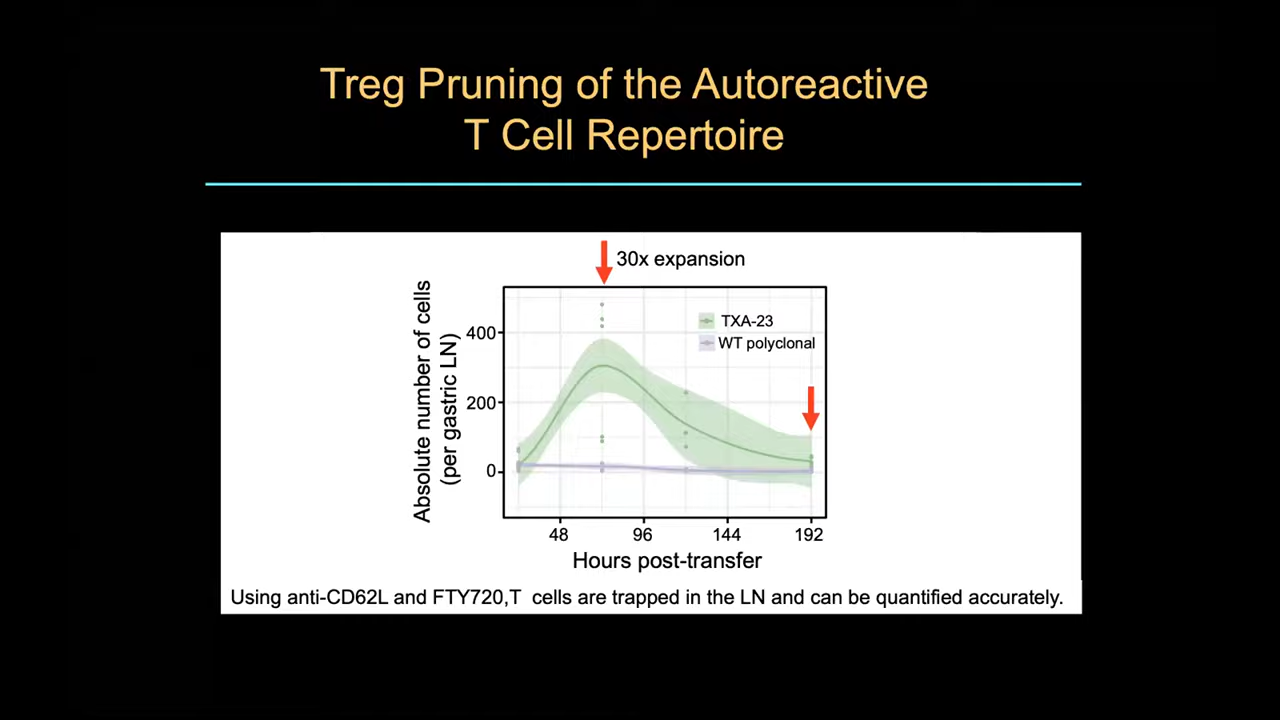 Treg Pruning of the Autoreactive
T Cell Repertoire
30x expansion
Absolute number of cells
(per gastric LN)
400
200
0
TXA-23
WT polyclonal
48 96 144 192
Hours post-transfer
Using anti-CD62L and FTY720,T cells are trapped in the LN and can be quantified accurately.